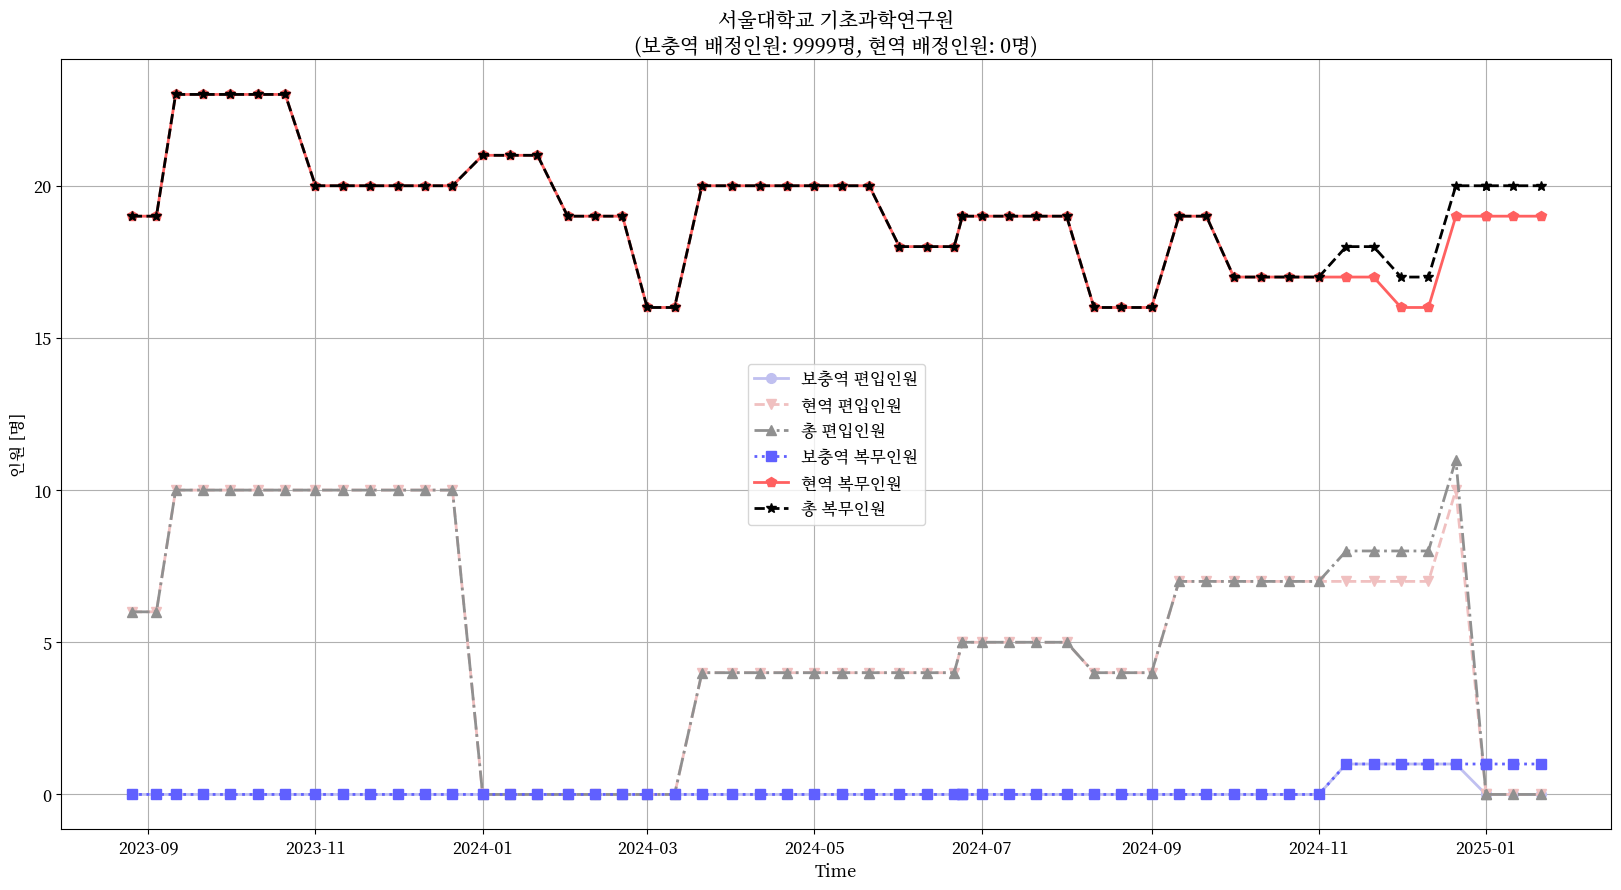 서울대학교 기초과학연구원
(보충역 배정인원: 9999명, 현역 배정인원: 0명)
인원 [명]
20
15
10
5
0
보충역 편입인원
현역 편입인원
총 편입인원
보충역 복무인원
현역 복무인원
총 복무인원
2023-09
2023-11
2024-01
2024-03
2024-05
2024-07
2024-09
2024-11
2025-01
Time